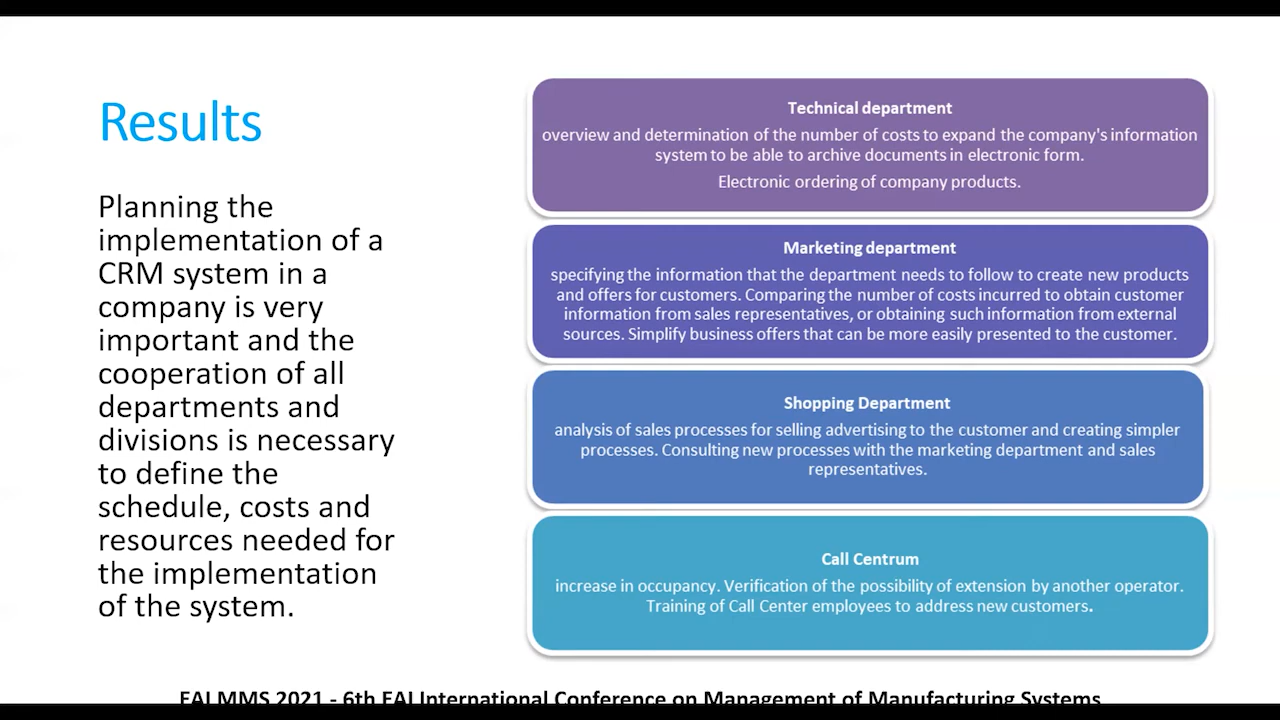 Results
Planning the
implementation of a
CRM system in a
company is very
important and the
cooperation of all
departments and
divisions is necessary
to define the
schedule, costs and
resources needed for
the implementation
of the system.
Technical department
overview and determination of the number of costs to expand the company's information
system to be able to archive documents in electronic form.
Electronic ordering of company products.
Marketing department
specifying the information that the department needs to follow to create new products
and offers for customers. Comparing the number of costs incurred to obtain customer
information from sales representatives, or obtaining such information from external
sources. Simplify business offers that can be more easily presented to the customer.
Shopping Department
analysis of sales processes for selling advertising to the customer and creating simpler
processes. Consulting new processes with the marketing department and sales
representatives.
Call Centrum
increase in occupancy. Verification of the possibility of extension by another operator.
Training of Call Center employees to address new customers.
EAI MMS 2021 - 6th EAI International Conference on Management of Manufacturing Systems